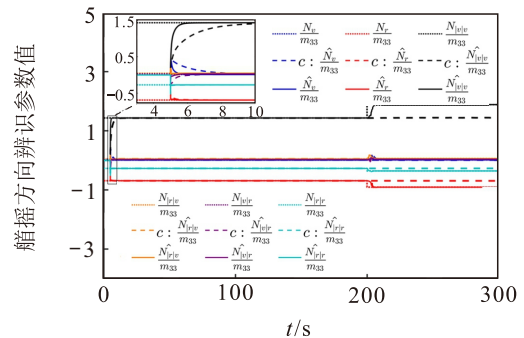 5
3
1
−1
−3
4
0
100
200
300
艏摇方向辨识参数值
t/s
1.5
0.5
−0.5
4
6
8
10
N_v/m_33
N_r/m_33
N_|v|v/m_33
c : N̂_v/m_33
c : N̂_r/m_33
c : N̂_|v|v/m_33
N̂_v/m_33
N̂_r/m_33
N̂_|v|v/m_33
N_|r|v/m_33
N_|v|r/m_33
N_|r|r/m_33
c : N̂_|r|v/m_33
c : N̂_|v|r/m_33
c : N̂_|r|r/m_33
N̂_|r|v/m_33
N̂_|v|r/m_33
N̂_|r|r/m_33